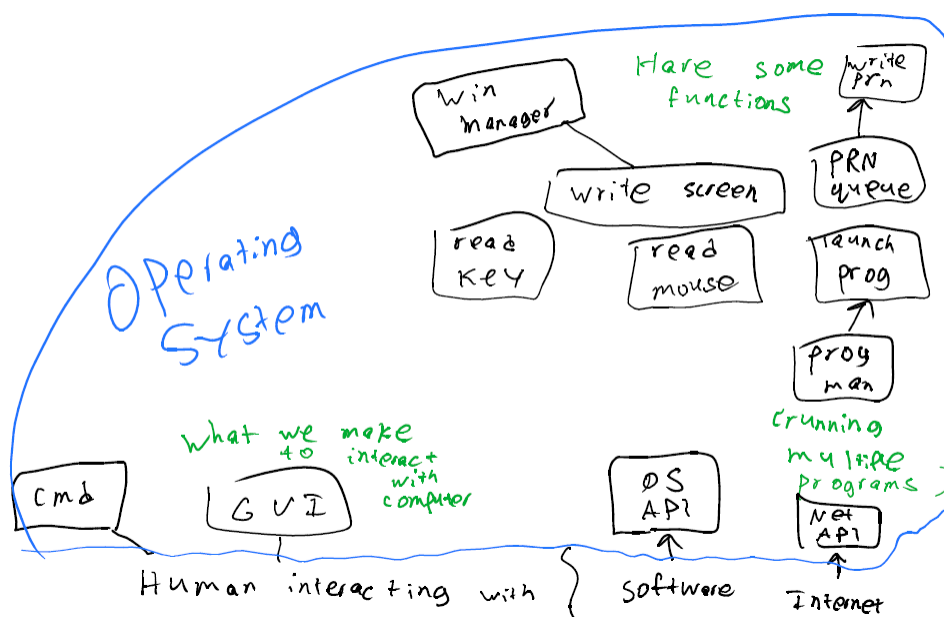 Have some
functions
write
prn
Win
manager
PRN
queue
write screen
read
key
read
mouse
launch
prog
Operating
System
prog
man
(running
multiple
programs)
What we make
to interact
with
computer
cmd
GUI
OS
API
Net
API
Human interacting with
software
Internet